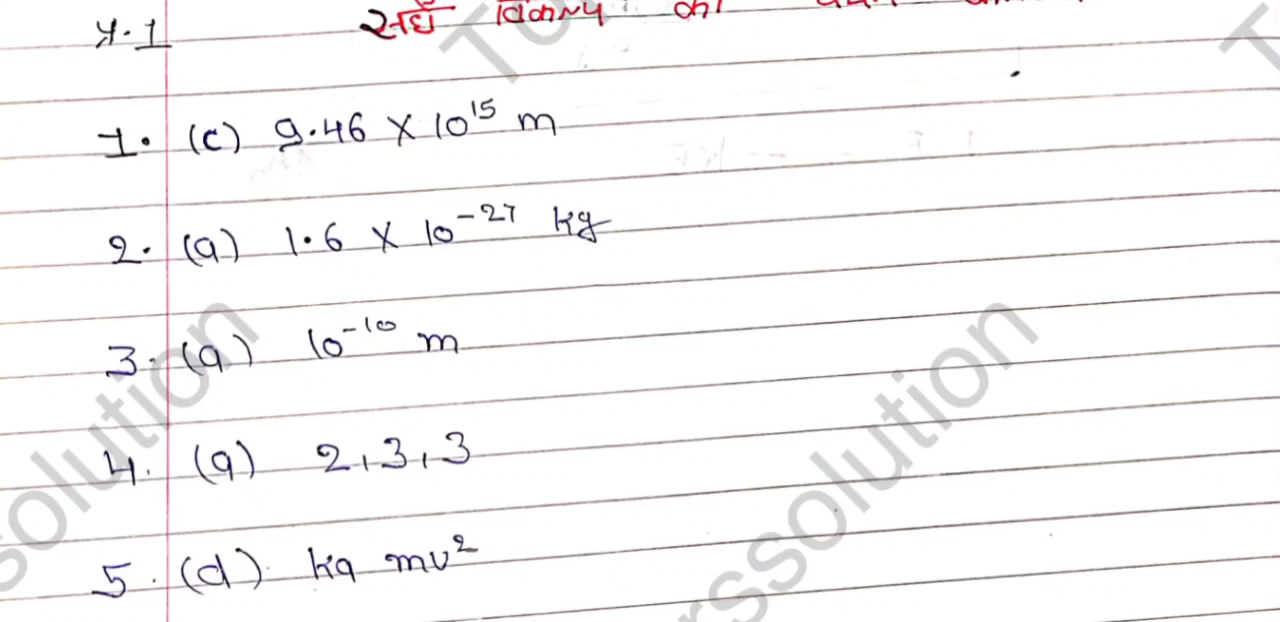 प्र.1 सही विकल्प का
1. (c) 9.46 × 10¹⁵ m
2. (a) 1.6 × 10⁻²⁷ kg
3. (a) 10⁻¹⁰ m
4. (a) 2, 3, 3
5. (d) kg mv²